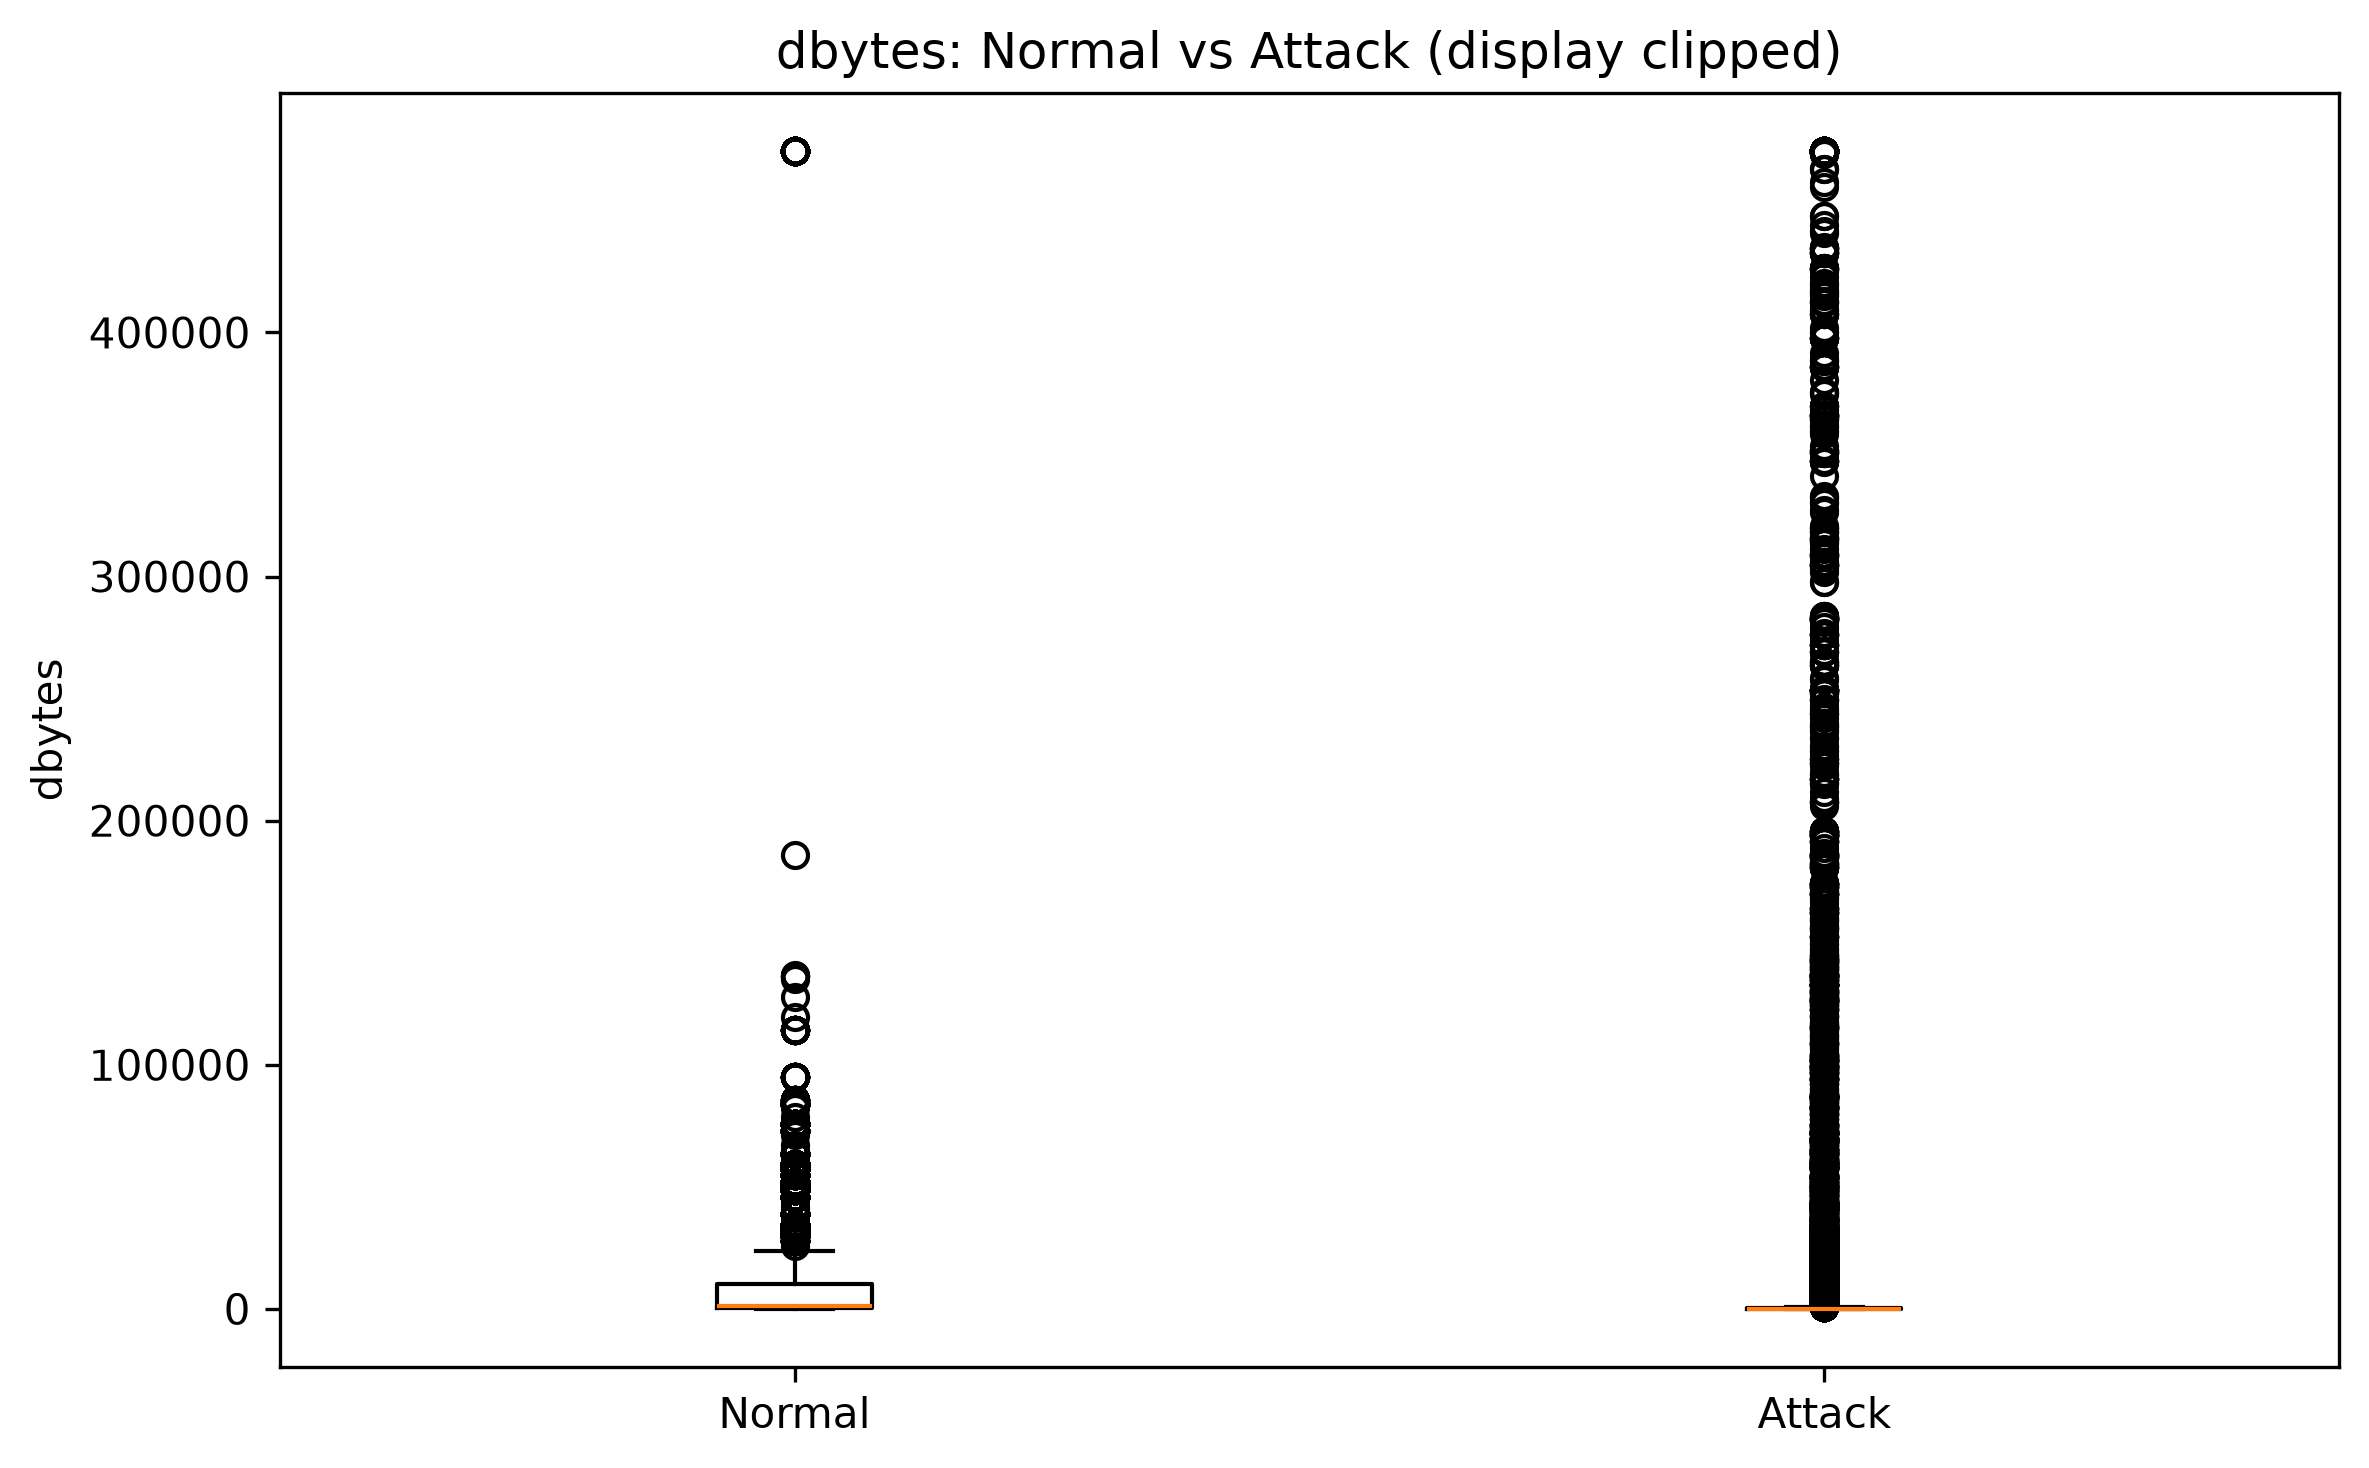 dbytes: Normal vs Attack (display clipped)
dbytes
400000
300000
200000
100000
0
Normal
Attack